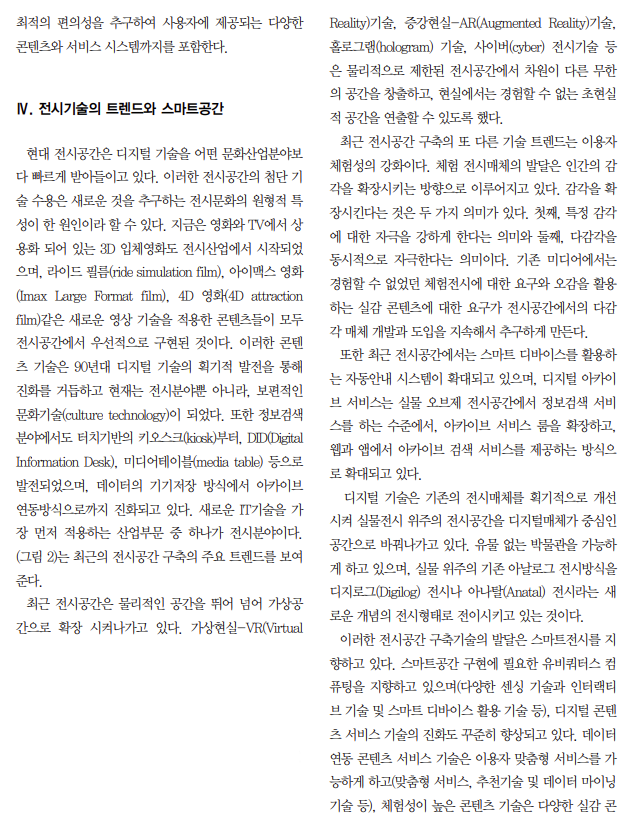 최적의 편의성을 추구하여 사용자에 제공되는 다양한
콘텐츠와 서비스 시스템까지를 포함한다.
Ⅳ. 전시기술의 트렌드와 스마트공간
현대 전시공간은 디지털 기술을 어떤 문화산업분야보
다 빠르게 받아들이고 있다. 이러한 전시공간의 첨단 기
술 수용은 새로운 것을 추구하는 전시문화의 원형적 특
성이 한 원인이라 할 수 있다. 지금은 영화와 TV에서 상
용화 되어 있는 3D 입체영화도 전시산업에서 시작되었
으며, 라이드 필름(ride simulation film), 아이맥스 영화
(Imax Large Format film), 4D 영화(4D attraction
film)같은 새로운 영상 기술을 적용한 콘텐츠들이 모두
전시공간에서 우선적으로 구현된 것이다. 이러한 콘텐
츠 기술은 90년대 디지털 기술의 획기적 발전을 통해
진화를 거듭하고 현재는 전시분야뿐 아니라, 보편적인
문화기술(culture technology)이 되었다. 또한 정보검색
분야에서도 터치기반의 키오스크(kiosk)부터, DID(Digital
Information Desk), 미디어테이블(media table) 등으로
발전되었으며, 데이터의 기기저장 방식에서 아카이브
연동방식으로까지 진화되고 있다. 새로운 IT기술을 가
장 먼저 적용하는 산업부문 중 하나가 전시분야이다.
(그림 2)는 최근의 전시공간 구축의 주요 트렌드를 보여
준다.
최근 전시공간은 물리적인 공간을 뛰어 넘어 가상공
간으로 확장 시켜나가고 있다. 가상현실-VR(Virtual
Reality)기술, 증강현실-AR(Augmented Reality)기술,
홀로그램(hologram) 기술, 사이버(cyber) 전시기술 등
은 물리적으로 제한된 전시공간에서 차원이 다른 무한
의 공간을 창출하고, 현실에서는 경험할 수 없는 초현실
적 공간을 연출할 수 있도록 했다.
최근 전시공간 구축의 또 다른 기술 트렌드는 이용자
체험성의 강화이다. 체험 전시매체의 발달은 인간의 감
각을 확장시키는 방향으로 이루어지고 있다. 감각을 확
장시킨다는 것은 두 가지 의미가 있다. 첫째, 특정 감각
에 대한 자극을 강하게 한다는 의미와 둘째, 다감각을
동시적으로 자극한다는 의미이다. 기존 미디어에서는
경험할 수 없었던 체험전시에 대한 요구와 오감을 활용
하는 실감 콘텐츠에 대한 요구가 전시공간에서의 다감
각 매체 개발과 도입을 지속해서 추구하게 만든다.
또한 최근 전시공간에서는 스마트 디바이스를 활용하
는 자동안내 시스템이 확대되고 있으며, 디지털 아카이
브 서비스는 실물 오브제 전시공간에서 정보검색 서비
스를 하는 수준에서, 아카이브 서비스 룸을 확장하고,
웹과 앱에서 아카이브 검색 서비스를 제공하는 방식으
로 확대되고 있다.
디지털 기술은 기존의 전시매체를 획기적으로 개선
시켜 실물전시 위주의 전시공간을 디지털매체가 중심인
공간으로 바꿔나가고 있다. 유물 없는 박물관을 가능하
게 하고 있으며, 실물 위주의 기존 아날로그 전시방식을
디지로그(Digilog) 전시나 아나탈(Anatal) 전시라는 새
로운 개념의 전시형태로 전이시키고 있는 것이다.
이러한 전시공간 구축기술의 발달은 스마트전시를 지
향하고 있다. 스마트공간 구현에 필요한 유비쿼터스 컴
퓨팅을 지향하고 있으며(다양한 센싱 기술과 인터랙티
브 기술 및 스마트 디바이스 활용 기술 등), 디지털 콘텐
츠 서비스 기술의 진화도 꾸준히 향상되고 있다. 데이터
연동 콘텐츠 서비스 기술은 이용자 맞춤형 서비스를 가
능하게 하고(맞춤형 서비스, 추천기술 및 데이터 마이닝
기술 등), 체험성이 높은 콘텐츠 기술은 다양한 실감 콘